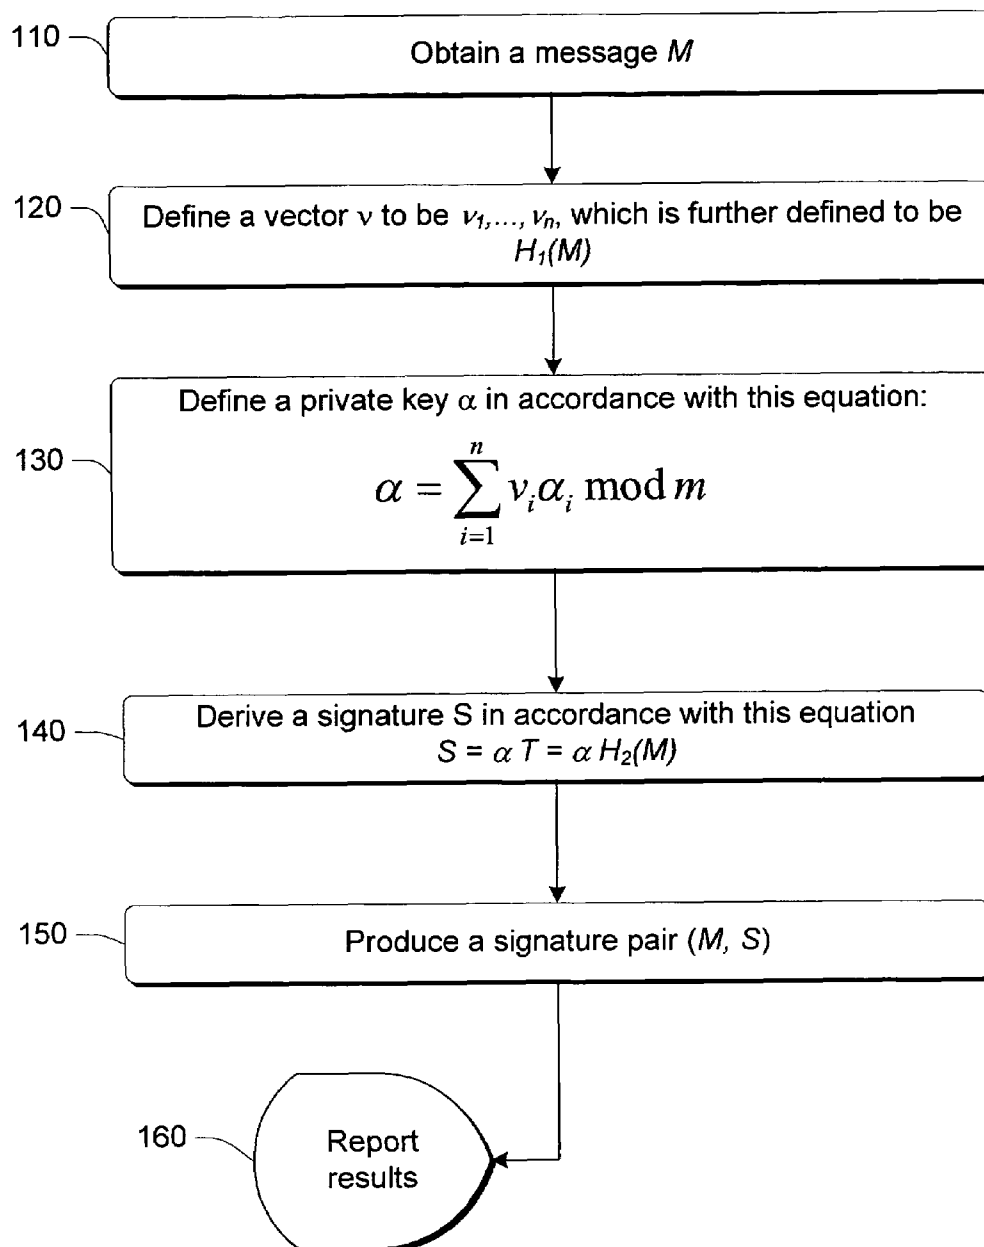 110
Obtain a message M
120
Define a vector ν to be ν₁,..., νₙ, which is further defined to be
H₁(M)
Define a private key α in accordance with this equation:
130
α = ∑ᵢ₌₁ⁿ νᵢαᵢ mod m
Derive a signature S in accordance with this equation
140
S = α T = α H₂(M)
150
Produce a signature pair (M, S)
160
Report
results